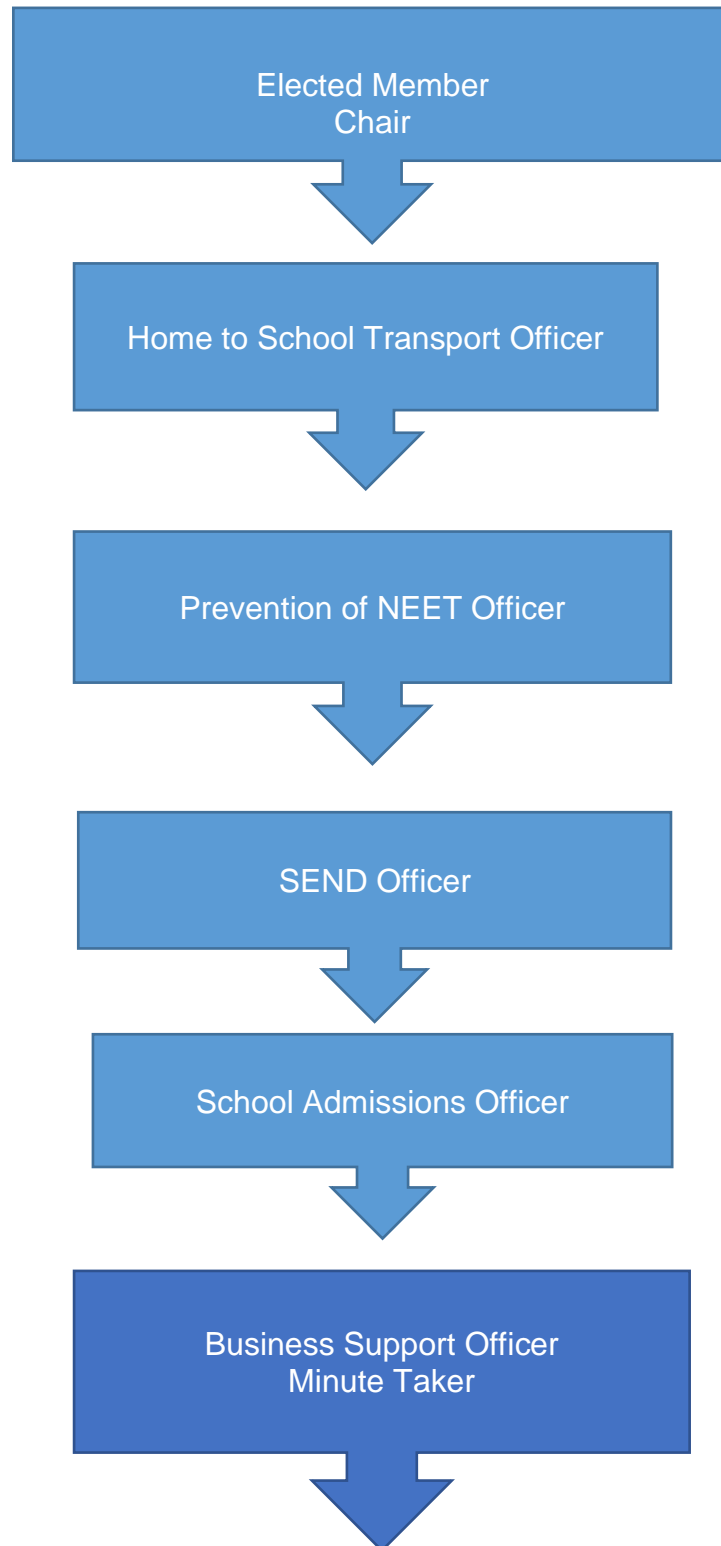 Elected Member
Chair
Home to School Transport Officer
Prevention of NEET Officer
SEND Officer
School Admissions Officer
Business Support Officer
Minute Taker